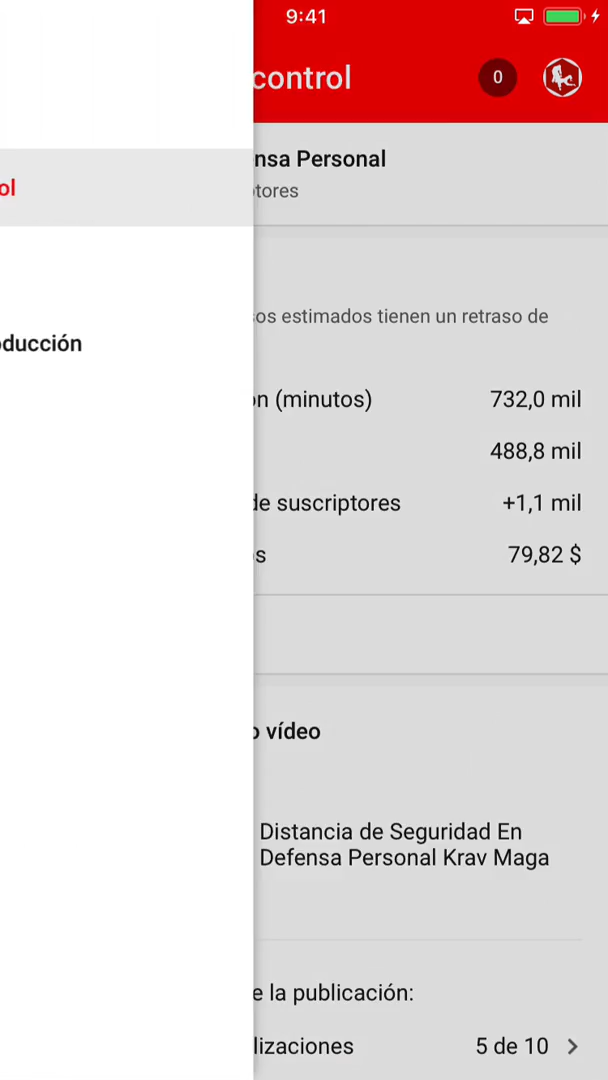 9:41
control
0
nsa Personal
tores
ol
os estimados tienen un retraso de
ducción
n (minutos) 732,0 mil
488,8 mil
de suscriptores +1,1 mil
s 79,82 $
o vídeo
Distancia de Seguridad En
Defensa Personal Krav Maga
e la publicación:
lizaciones 5 de 10